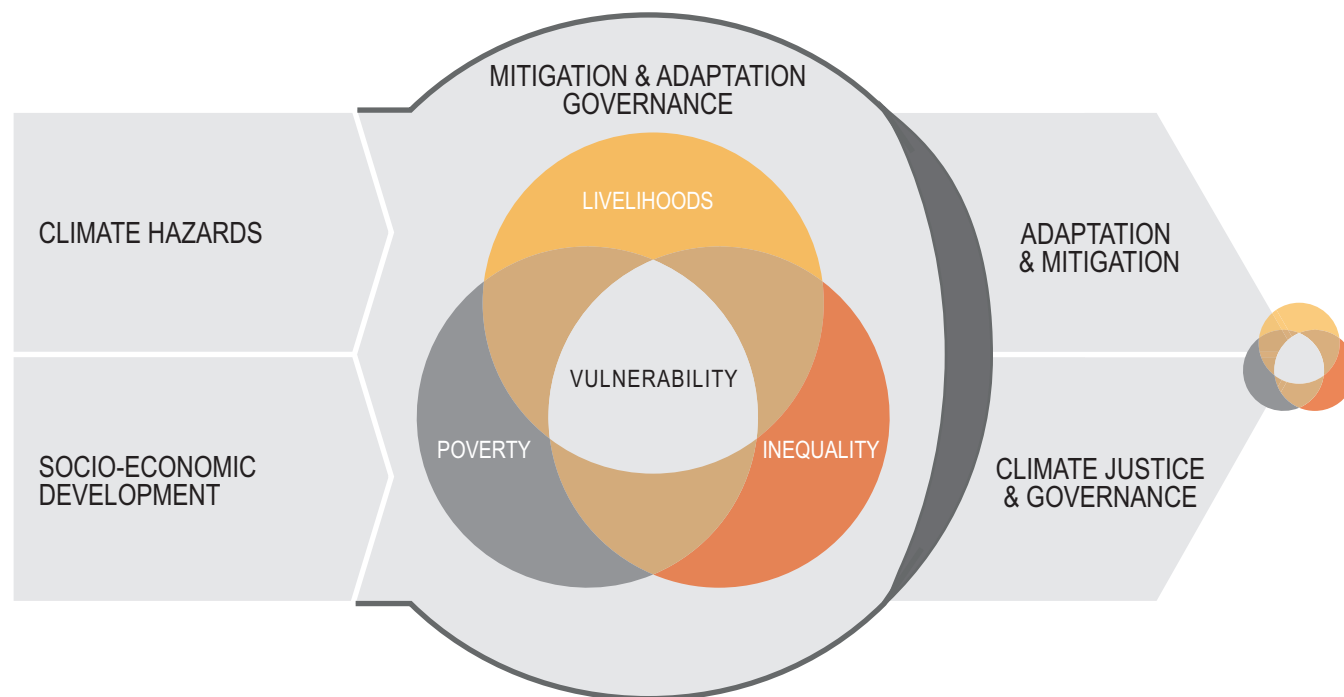 MITIGATION & ADAPTATION
GOVERNANCE
CLIMATE HAZARDS
SOCIO-ECONOMIC
DEVELOPMENT
LIVELIHOODS
VULNERABILITY
POVERTY
INEQUALITY
ADAPTATION
& MITIGATION
CLIMATE JUSTICE
& GOVERNANCE